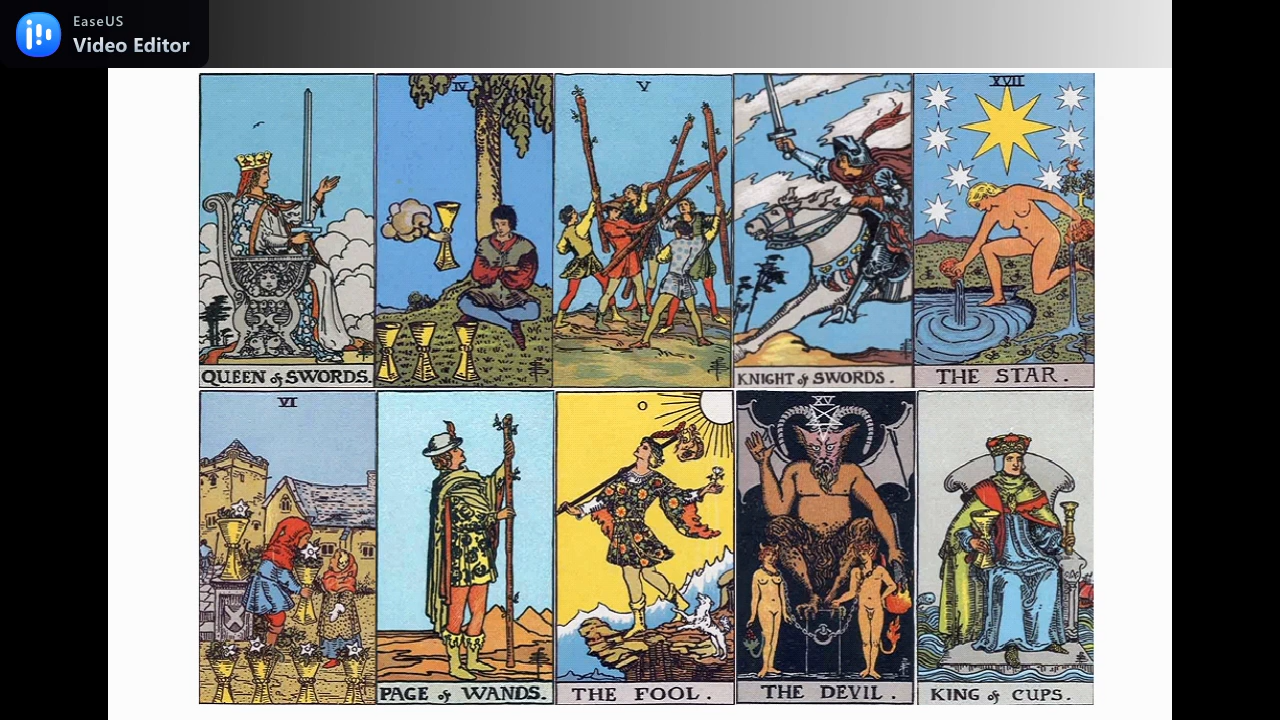 EaseUS
Video Editor
IV
V
XVII
QUEEN of SWORDS.
KNIGHT of SWORDS.
THE STAR.
VI
0
XV
PAGE of WANDS.
THE FOOL.
THE DEVIL.
KING of CUPS.